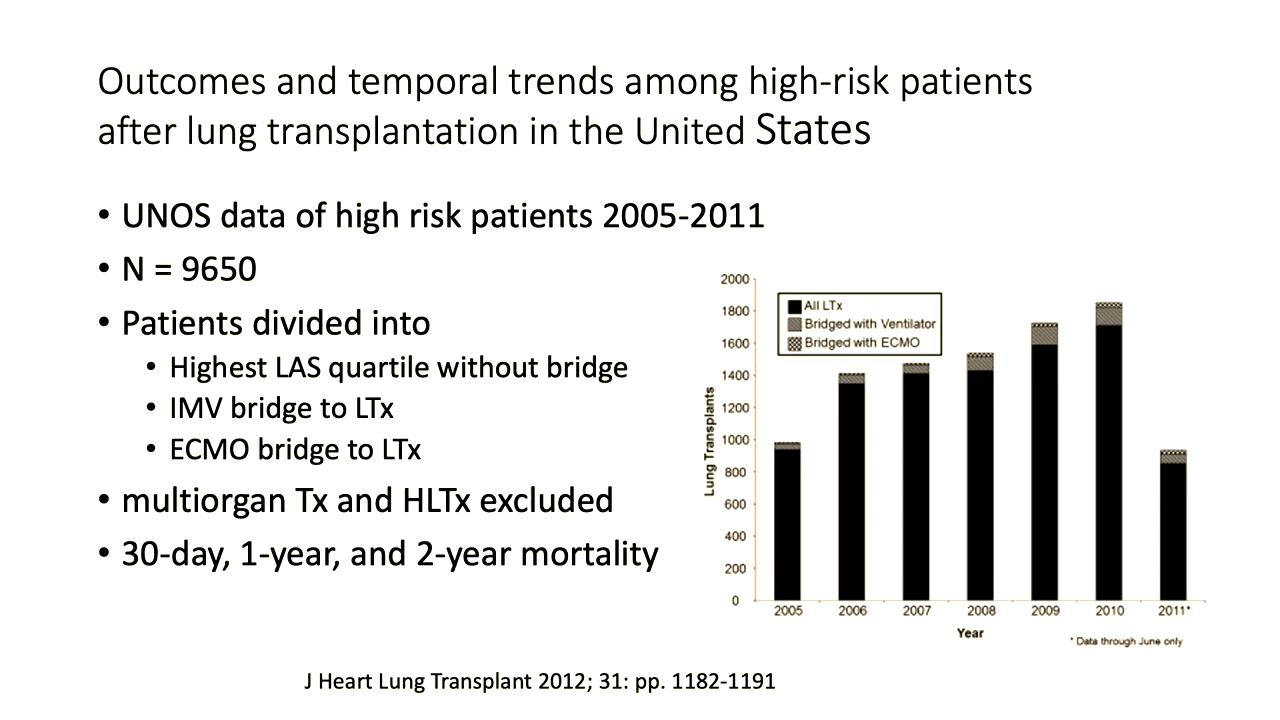 Outcomes and temporal trends among high-risk patients
after lung transplantation in the United States
• UNOS data of high risk patients 2005-2011
• N = 9650
• Patients divided into
• Highest LAS quartile without bridge
• IMV bridge to LTx
• ECMO bridge to LTx
• multiorgan Tx and HLTx excluded
• 30-day, 1-year, and 2-year mortality
2000
1800
1600
1400
1200
1000
800
600
400
200
0
Lung Transplants
All LTx
Bridged with Ventilator
Bridged with ECMO
2005 2006 2007 2008 2009 2010 2011*
Year
* Data through June only
J Heart Lung Transplant 2012; 31: pp. 1182-1191